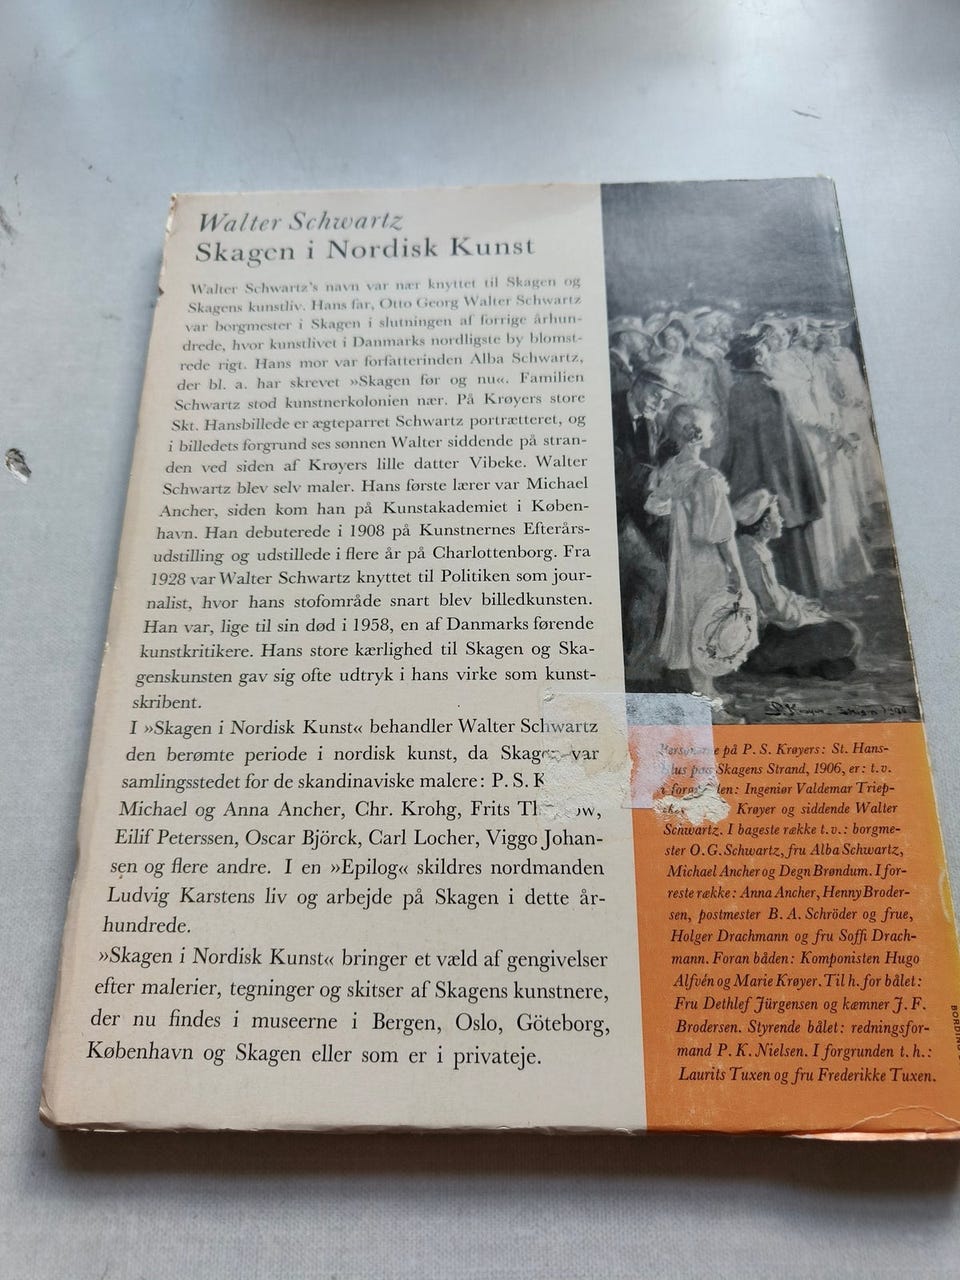 Walter Schwartz
Skagen i Nordisk Kunst
Walter Schwartz's navn var nær knyttet til Skagen og
Skagens kunstliv. Hans far, Otto Georg Walter Schwartz
var borgmester i Skagen i slutningen af forrige århun-
drede, hvor kunstlivet i Danmarks nordligste by blomst-
rede rigt. Hans mor var forfatterinden Alba Schwartz,
der bl. a. har skrevet »Skagen før og nu«. Familien
Schwartz stod kunstnerkolonien nær. På Krøyers store
Skt. Hansbillede er ægteparret Schwartz portrætteret, og
i billedets forgrund ses sønnen Walter siddende på stran-
den ved siden af Krøyers lille datter Vibeke. Walter
Schwartz blev selv maler. Hans første lærer var Michael
Ancher, siden kom han på Kunstakademiet i Køben-
havn. Han debuterede i 1908 på Kunstnernes Efterårs-
udstilling og udstillede i flere år på Charlottenborg. Fra
1928 var Walter Schwartz knyttet til Politiken som jour-
nalist, hvor hans stofområde snart blev billedkunsten.
Han var, lige til sin død i 1958, en af Danmarks førende
kunstkritikere. Hans store kærlighed til Skagen og Ska-
genskunsten gav sig ofte udtryk i hans virke som kunst-
skribent.
I »Skagen i Nordisk Kunst« behandler Walter Schwartz
den berømte periode i nordisk kunst, da Skagen var
samlingsstedet for de skandinaviske malere: P. S. K
Michael og Anna Ancher, Chr. Krohg, Frits
Eilif Peterssen, Oscar Björck, Carl Locher, Viggo Johan-
sen og flere andre. I en »Epilog« skildres nordmanden
Ludvig Karstens liv og arbejde på Skagen i dette år-
hundrede.
»Skagen i Nordisk Kunst« bringer et væld af gengivelser
efter malerier, tegninger og skitser af Skagens kunstnere,
der nu findes i museerne i Bergen, Oslo, Göteborg,
København og Skagen eller som er i privateje.
Personerne på P. S. Krøyers: St. Hans-
Skagens Strand, 1906, er: t.v.
i forgrunden: Ingeniør Valdemar Triep-
Krøyer og siddende Walter
Schwartz. I bageste række t.v.: borgme-
ster O.G.Schwartz, fru Alba Schwartz,
Michael Ancher og Degn Brøndum. I for-
reste række: Anna Ancher, Henny Broder-
sen, postmester B. A. Schröder og frue,
Holger Drachmann og fru Soffi Drach-
mann. Foran båden: Komponisten Hugo
Alfvén og Marie Krøyer. Til h. for bålet:
Fru Dethlef Jürgensen og kæmner J. F.
Brodersen. Styrende bålet: redningsfor-
mand P. K. Nielsen. I forgrunden t. h.:
Laurits Tuxen og fru Frederikke Tuxen.